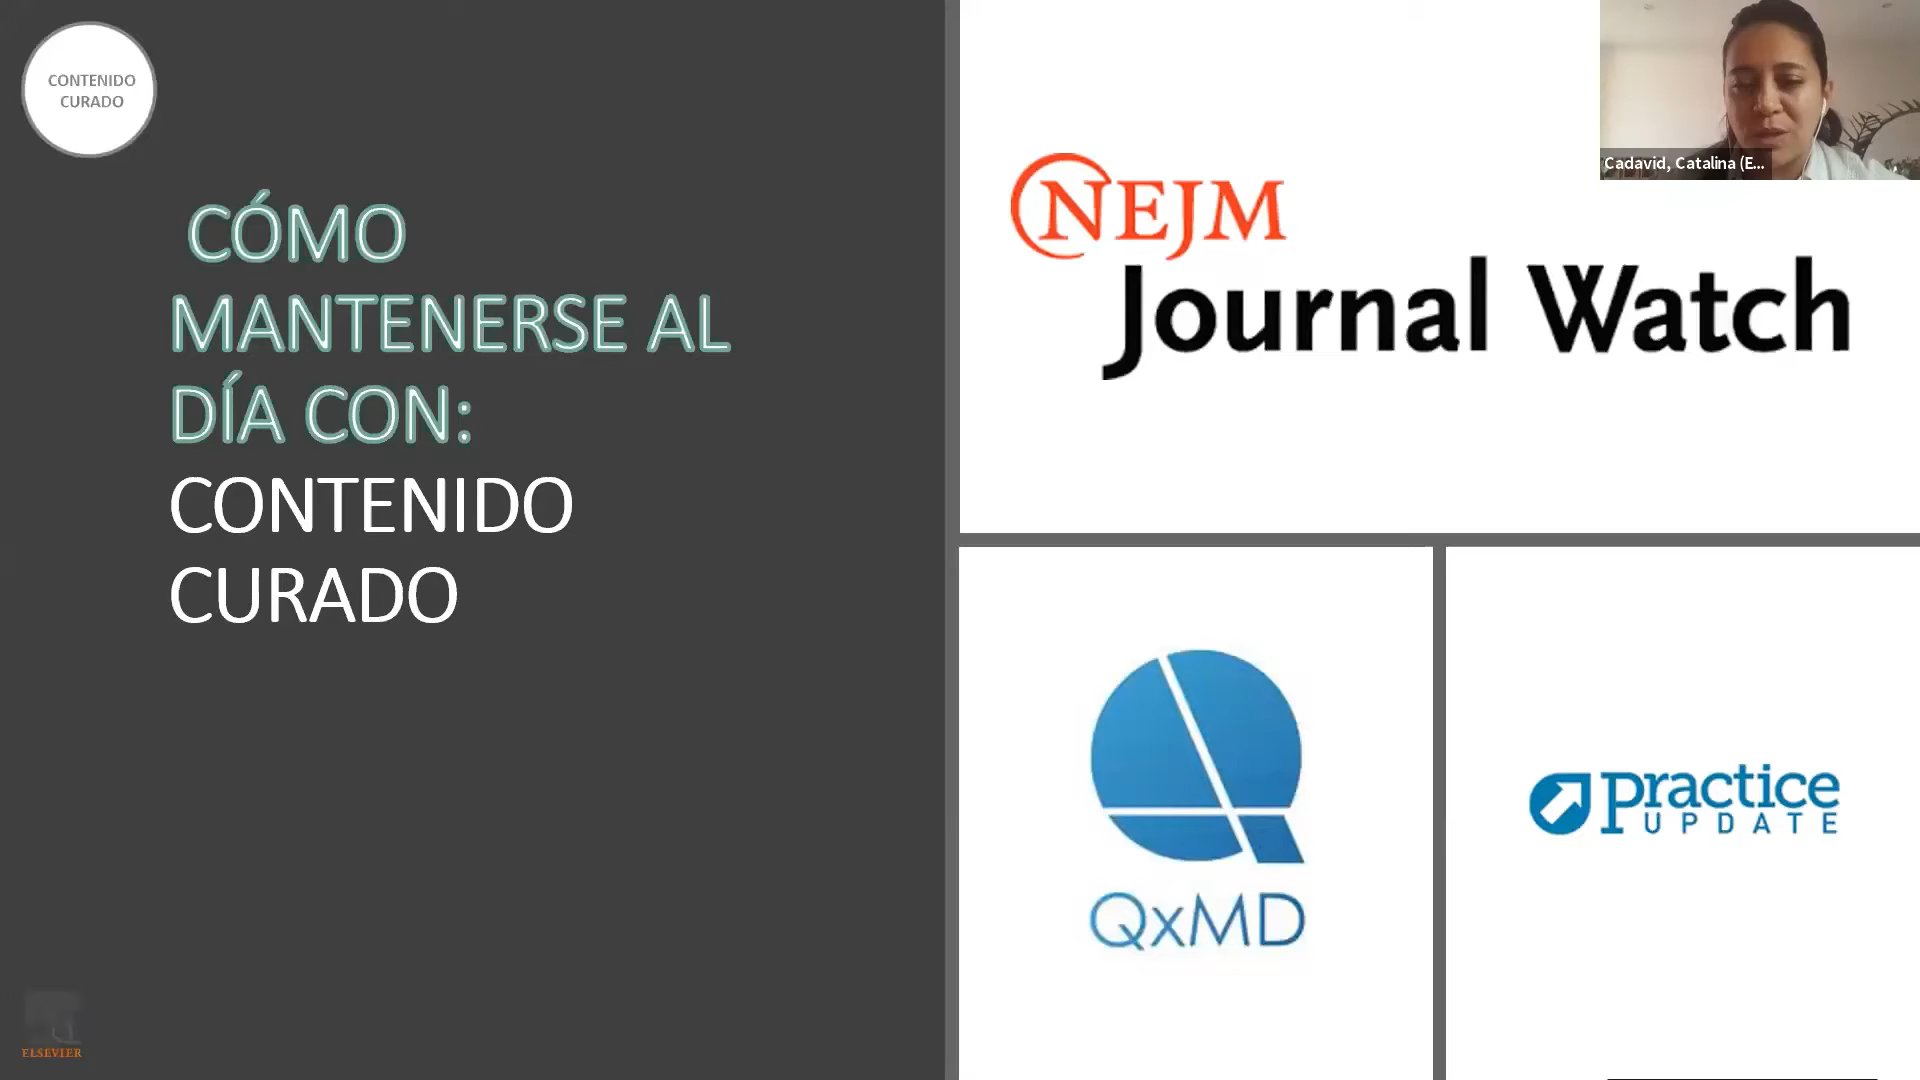 CONTENIDO
CURADO
CÓMO
MANTENERSE AL
DÍA CON:
CONTENIDO
CURADO
NEJM
Journal Watch
Cadavid, Catalina (E...
QxMD
practice
UPDATE
ELSEVIER